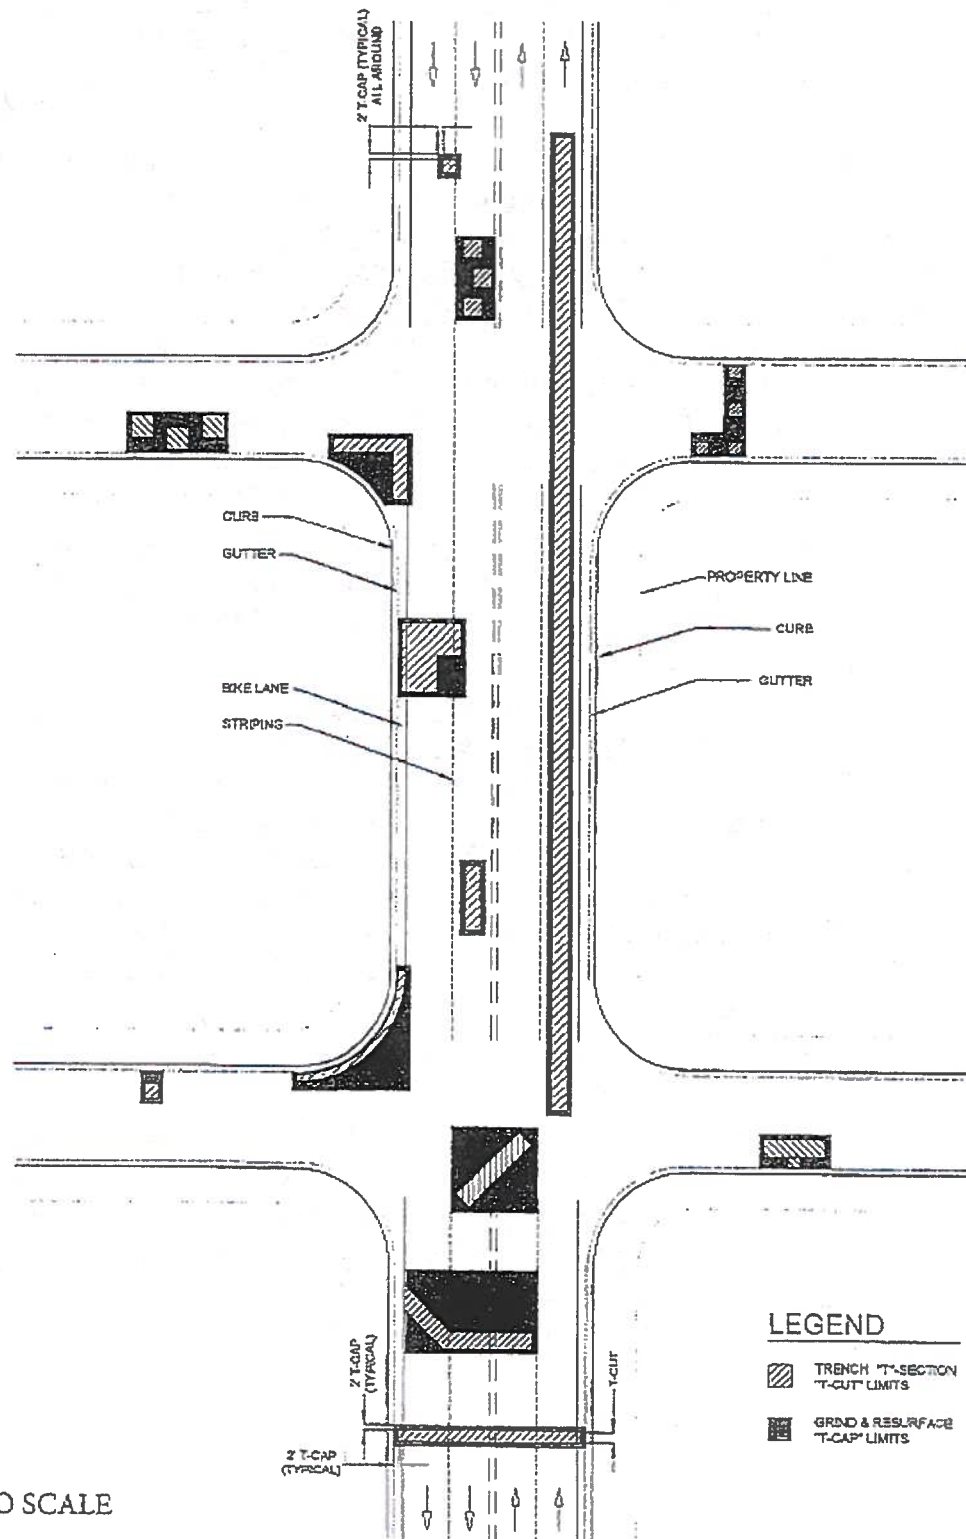 2' T-CAP (TYPICAL)
ALL AROUND
CURB
GUTTER
PROPERTY LINE
CURB
BIKE LANE
GUTTER
STRIPING
LEGEND
TRENCH "T"-SECTION
"T-CUT" LIMITS
GRIND & RESURFACE
"T-CAP" LIMITS
2' T-CAP
(TYPICAL)
T-CUT
2' T-CAP
(TYPICAL)
O SCALE